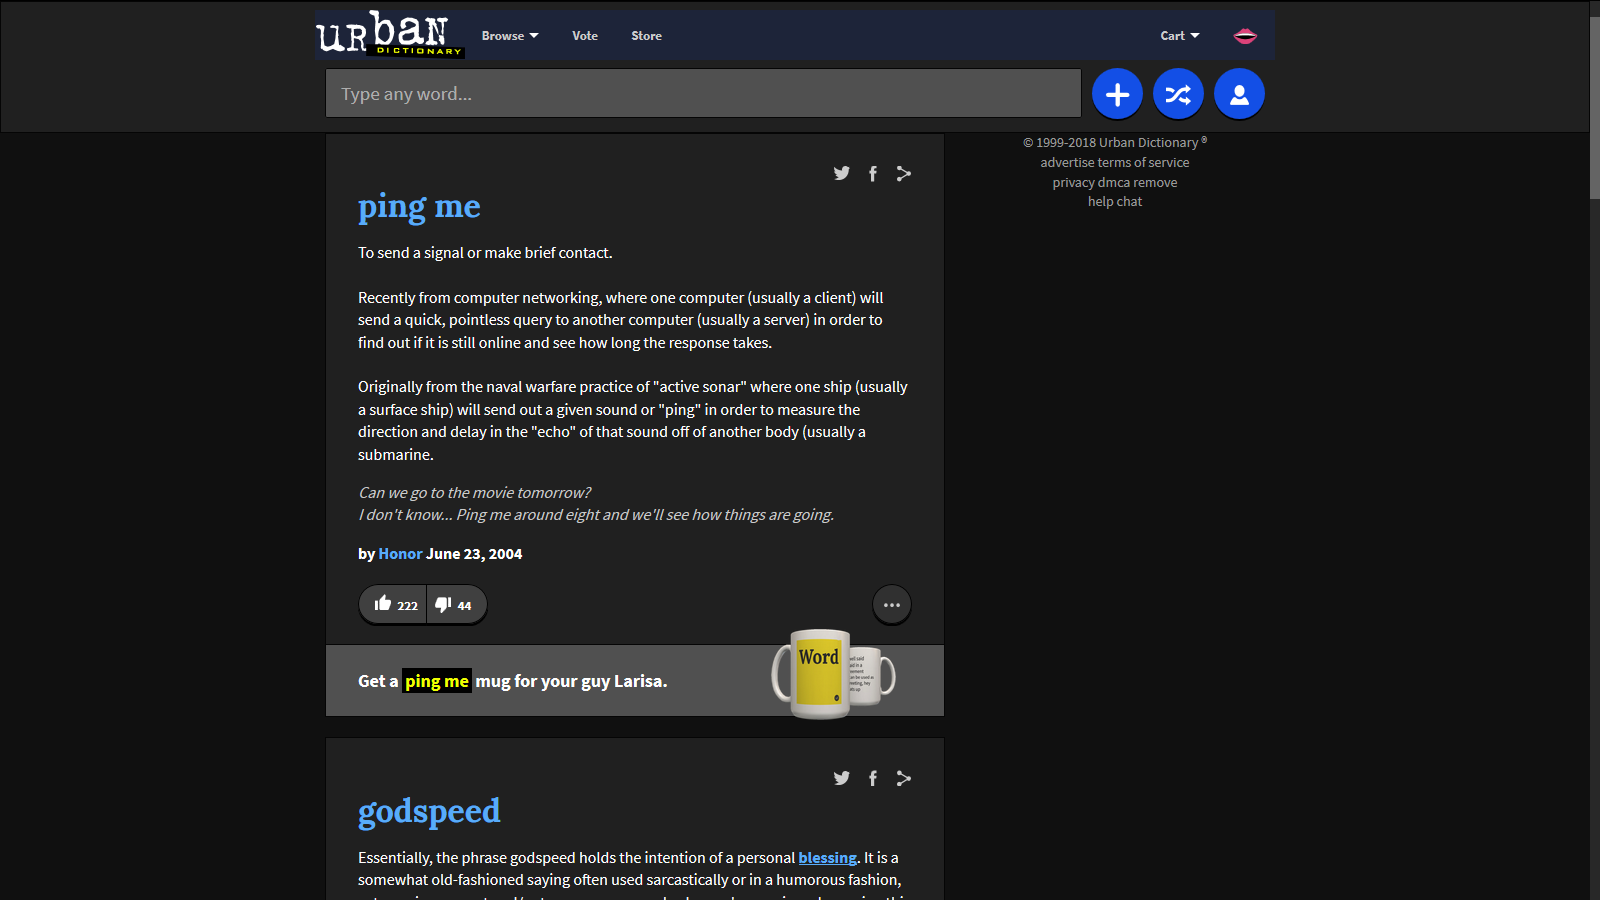 urban
DICTIONARY
Browse
Vote
Store
Cart
Type any word...
© 1999-2018 Urban Dictionary ®
advertise terms of service
privacy dmca remove
help chat
ping me
To send a signal or make brief contact.
Recently from computer networking, where one computer (usually a client) will
send a quick, pointless query to another computer (usually a server) in order to
find out if it is still online and see how long the response takes.
Originally from the naval warfare practice of "active sonar" where one ship (usually
a surface ship) will send out a given sound or "ping" in order to measure the
direction and delay in the "echo" of that sound off of another body (usually a
submarine.
Can we go to the movie tomorrow?
I don't know... Ping me around eight and we'll see how things are going.
by Honor June 23, 2004
222
44
Get a ping me mug for your guy Larisa.
Word
godspeed
Essentially, the phrase godspeed holds the intention of a personal blessing. It is a
somewhat old-fashioned saying often used sarcastically or in a humorous fashion,